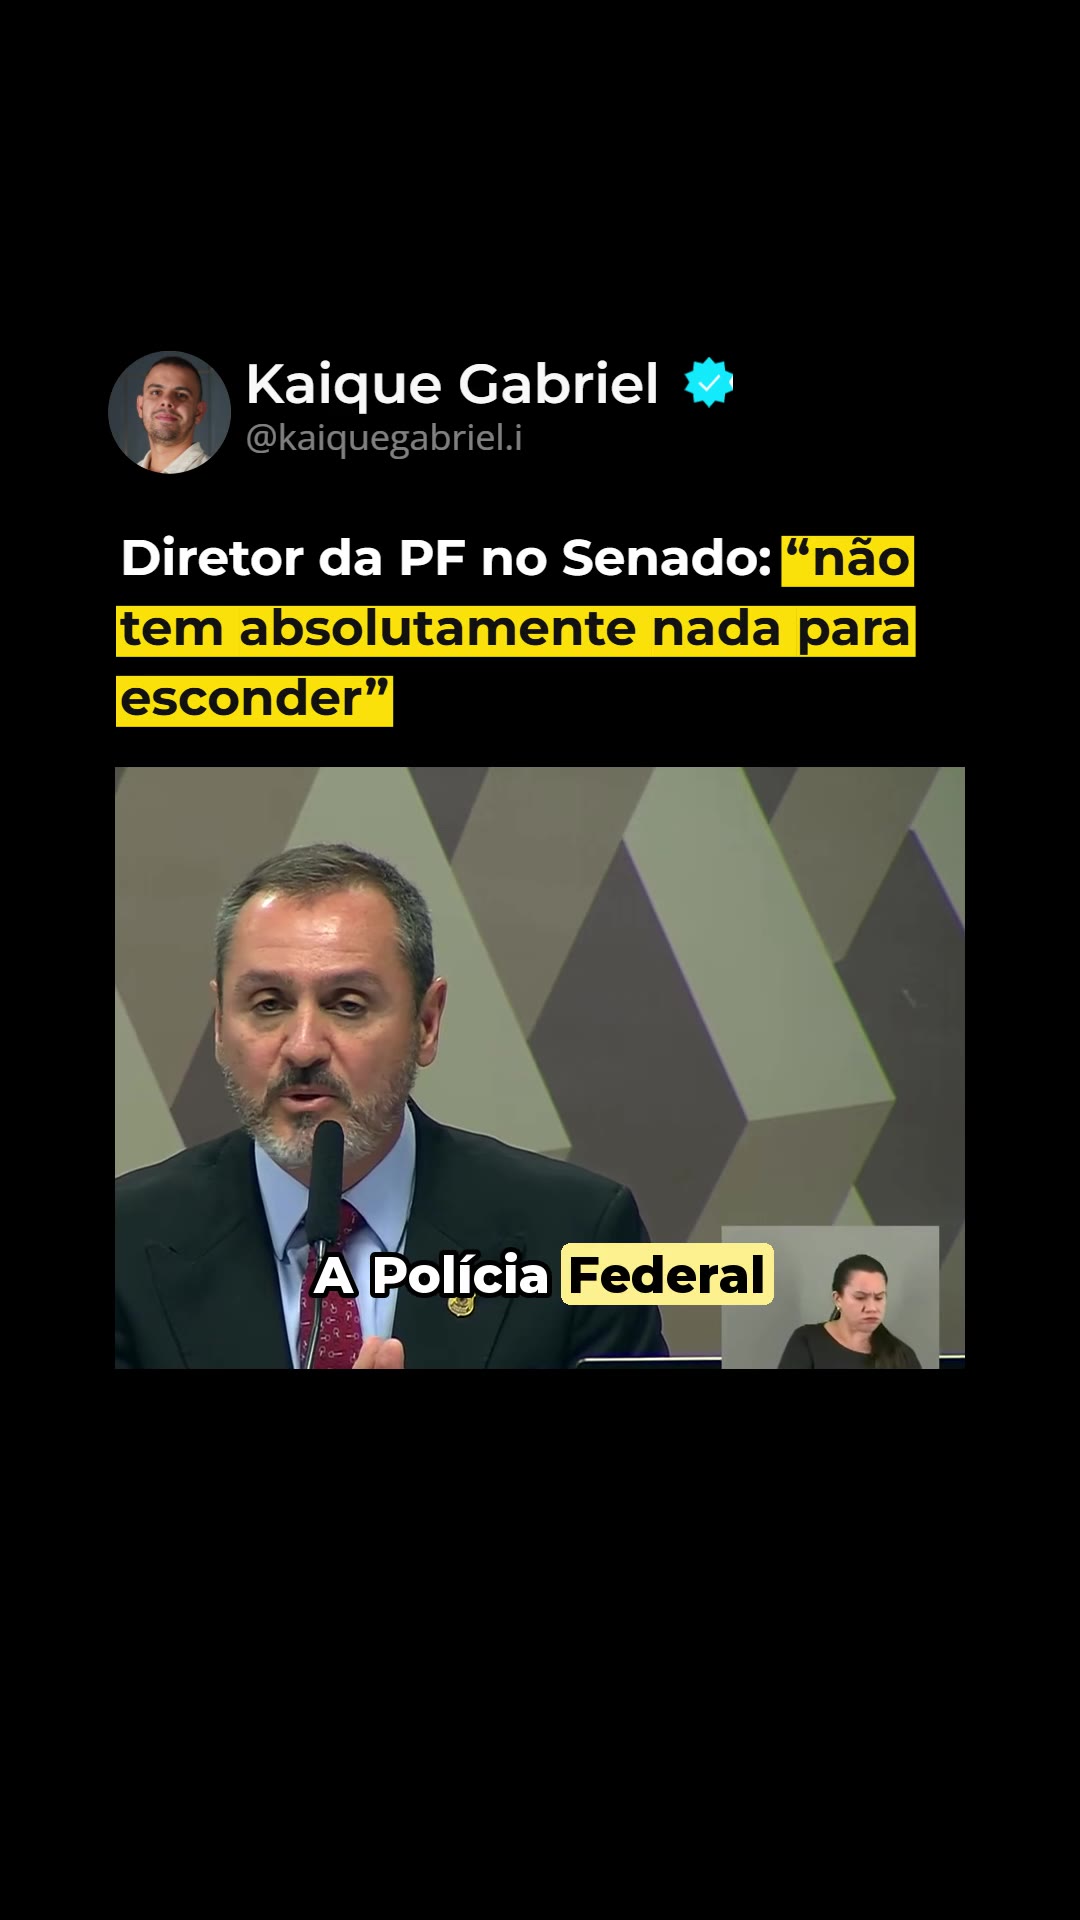 Kaique Gabriel
@kaiquegabriel.i
Diretor da PF no Senado: “não
tem absolutamente nada para
esconder”
A Polícia Federal